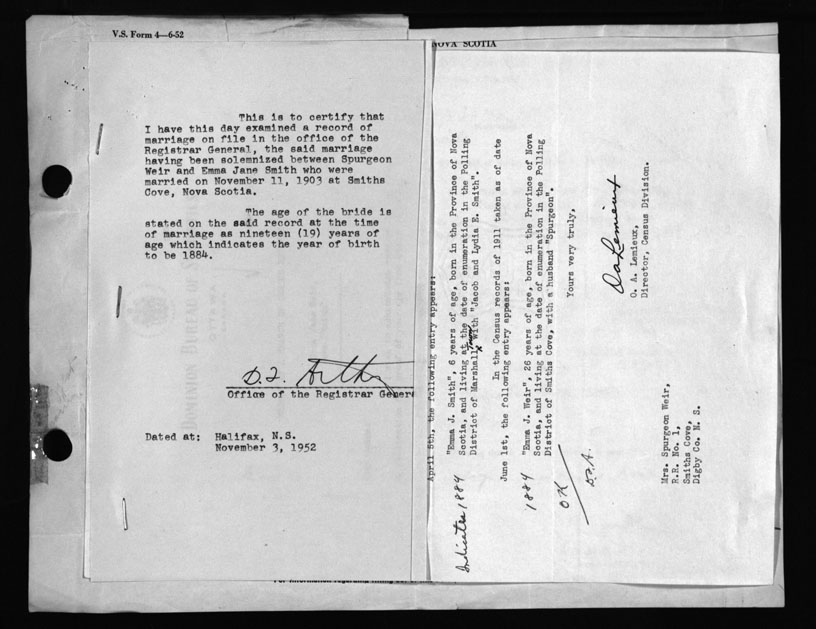 V.S. Form 4—6-52
NOVA SCOTIA
This is to certify that
I have this day examined a record of
marriage on file in the office of the
Registrar General, the said marriage
having been solemnized between Spurgeon
Weir and Emma Jane Smith who were
married on November 11, 1903 at Smiths
Cove, Nova Scotia.
The age of the bride is
stated on the said record at the time
of marriage as nineteen (19) years of
age which indicates the year of birth
to be 1884.
Office of the Registrar Gener
Dated at: Halifax, N.S.
November 3, 1952
April 5th, the following entry appears:
"Emma J. Smith", 6 years of age, born in the Province of Nova
Scotia, and living at the date of enumeration in the Polling
District of Marshall Town with "Jacob and Lydia E. Smith".
Indicates 1884
In the Census records of 1911 taken as of date
June 1st, the following entry appears:
"Emma J. Weir", 26 years of age, born in the Province of Nova
Scotia, and living at the date of enumeration in the Polling
District of Smiths Cove, with a husband "Spurgeon".
1884
OK
Yours very truly,
OA Lemieux
O. A. Lemieux,
Director, Census Division.
Mrs. Spurgeon Weir,
R.R. No. 1,
Smiths Cove,
Digby Co. N. S.